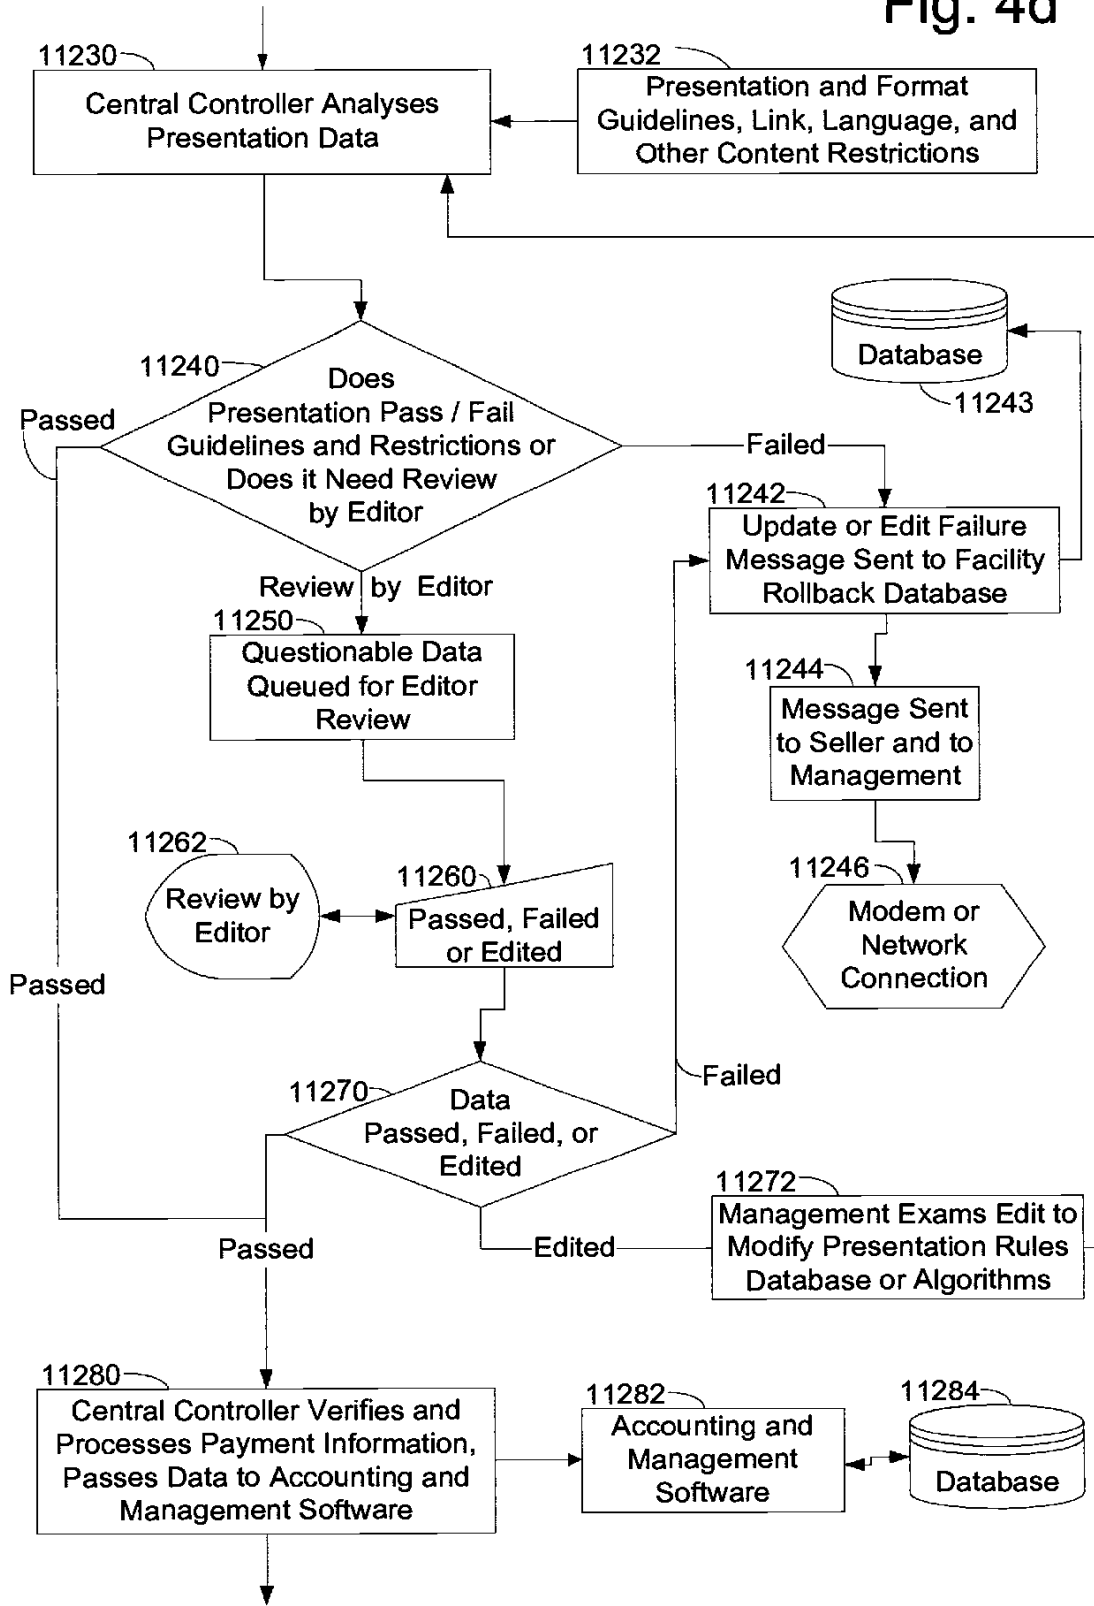 Fig. 4d
11230
Central Controller Analyses
Presentation Data
11232
Presentation and Format
Guidelines, Link, Language, and
Other Content Restrictions
11240
Does
Presentation Pass / Fail
Guidelines and Restrictions or
Does it Need Review
by Editor
Passed
Failed
Database
11243
11242
Update or Edit Failure
Message Sent to Facility
Rollback Database
Review by Editor
11250
Questionable Data
Queued for Editor
Review
11244
Message Sent
to Seller and to
Management
11262
Review by
Editor
11260
Passed, Failed
or Edited
11246
Modem or
Network
Connection
Passed
11270
Data
Passed, Failed, or
Edited
Failed
Passed
Edited
11272
Management Exams Edit to
Modify Presentation Rules
Database or Algorithms
11280
Central Controller Verifies and
Processes Payment Information,
Passes Data to Accounting and
Management Software
11282
Accounting and
Management
Software
11284
Database